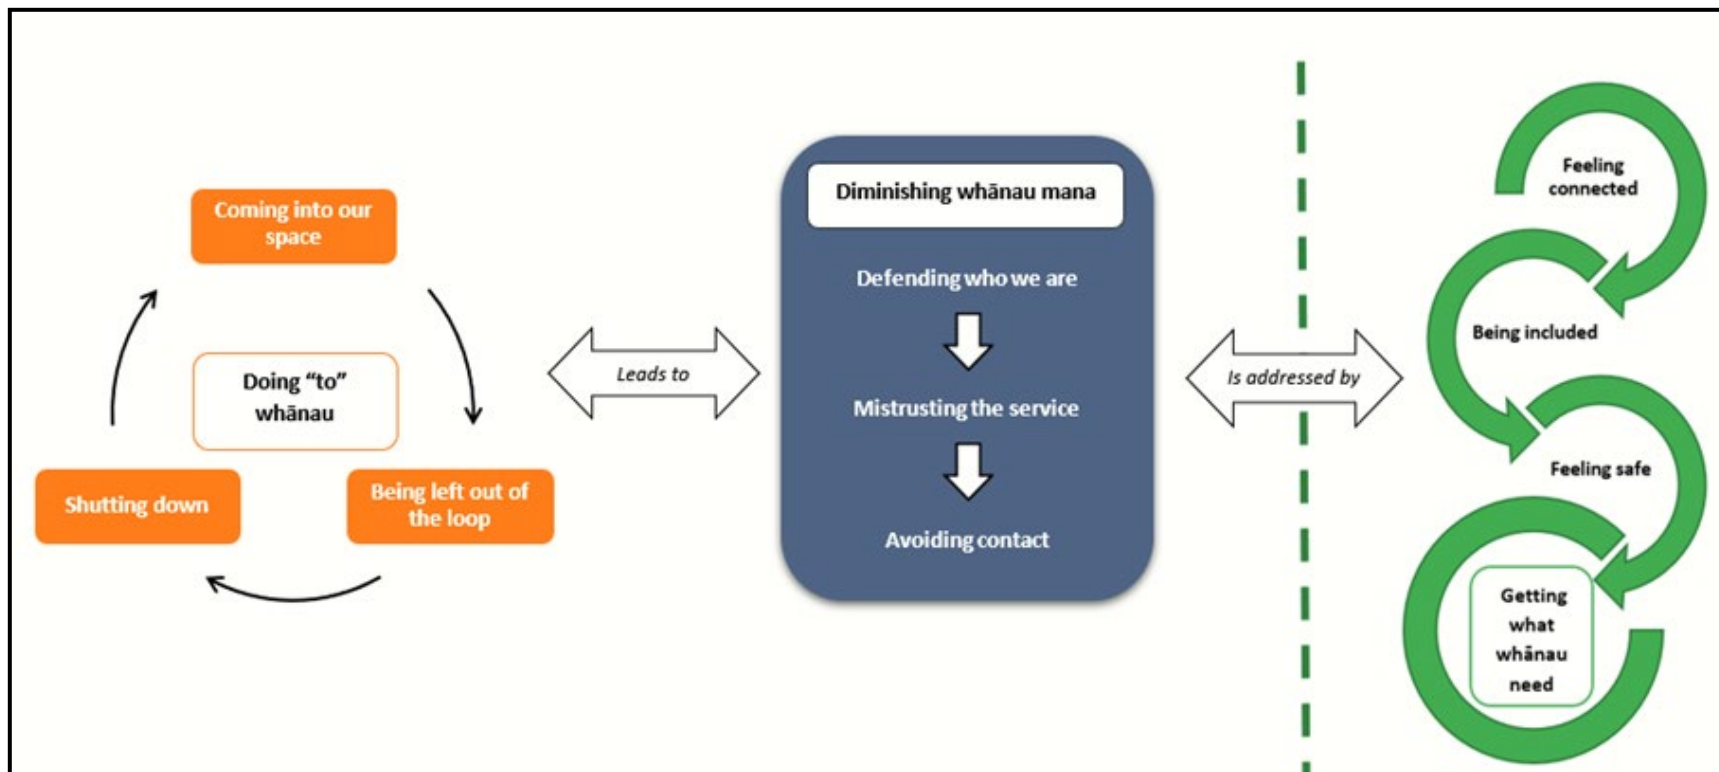 Coming into our
space
Doing “to”
whānau
Shutting down
Being left out of
the loop
Leads to
Diminishing whānau mana
Defending who we are
Mistrusting the service
Avoiding contact
Is addressed by
Feeling
connected
Being included
Feeling safe
Getting
what
whānau
need